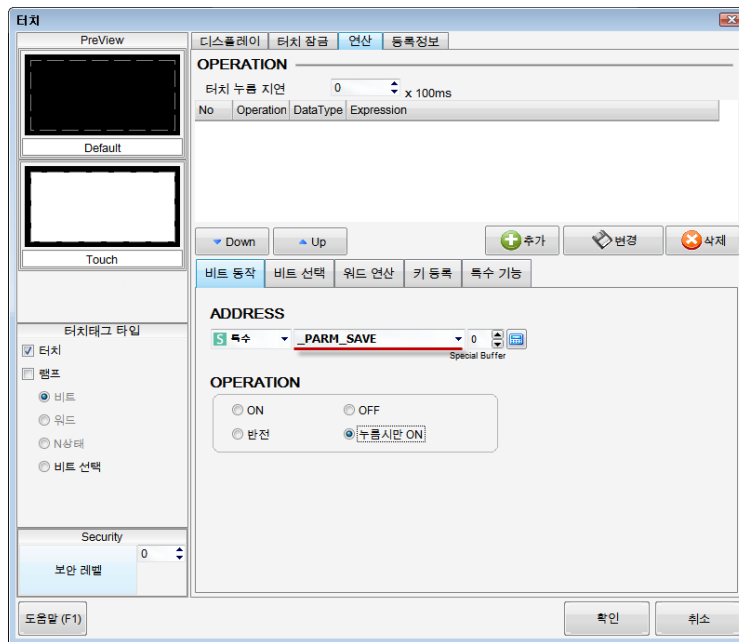 터치
PreView
Default
Touch
터치태그 타입
터치
램프
비트
워드
N상태
비트 선택
Security
보안 레벨
0
디스플레이 터치 잠금 연산 등록정보
OPERATION
터치 누름 지연 0 x 100ms
No Operation DataType Expression
Down Up 추가 변경 삭제
비트 동작 비트 선택 워드 연산 키 등록 특수 기능
ADDRESS
S 특수 _PARM_SAVE 0
Special Buffer
OPERATION
ON OFF
반전 누름시만 ON
도움말 (F1) 확인 취소